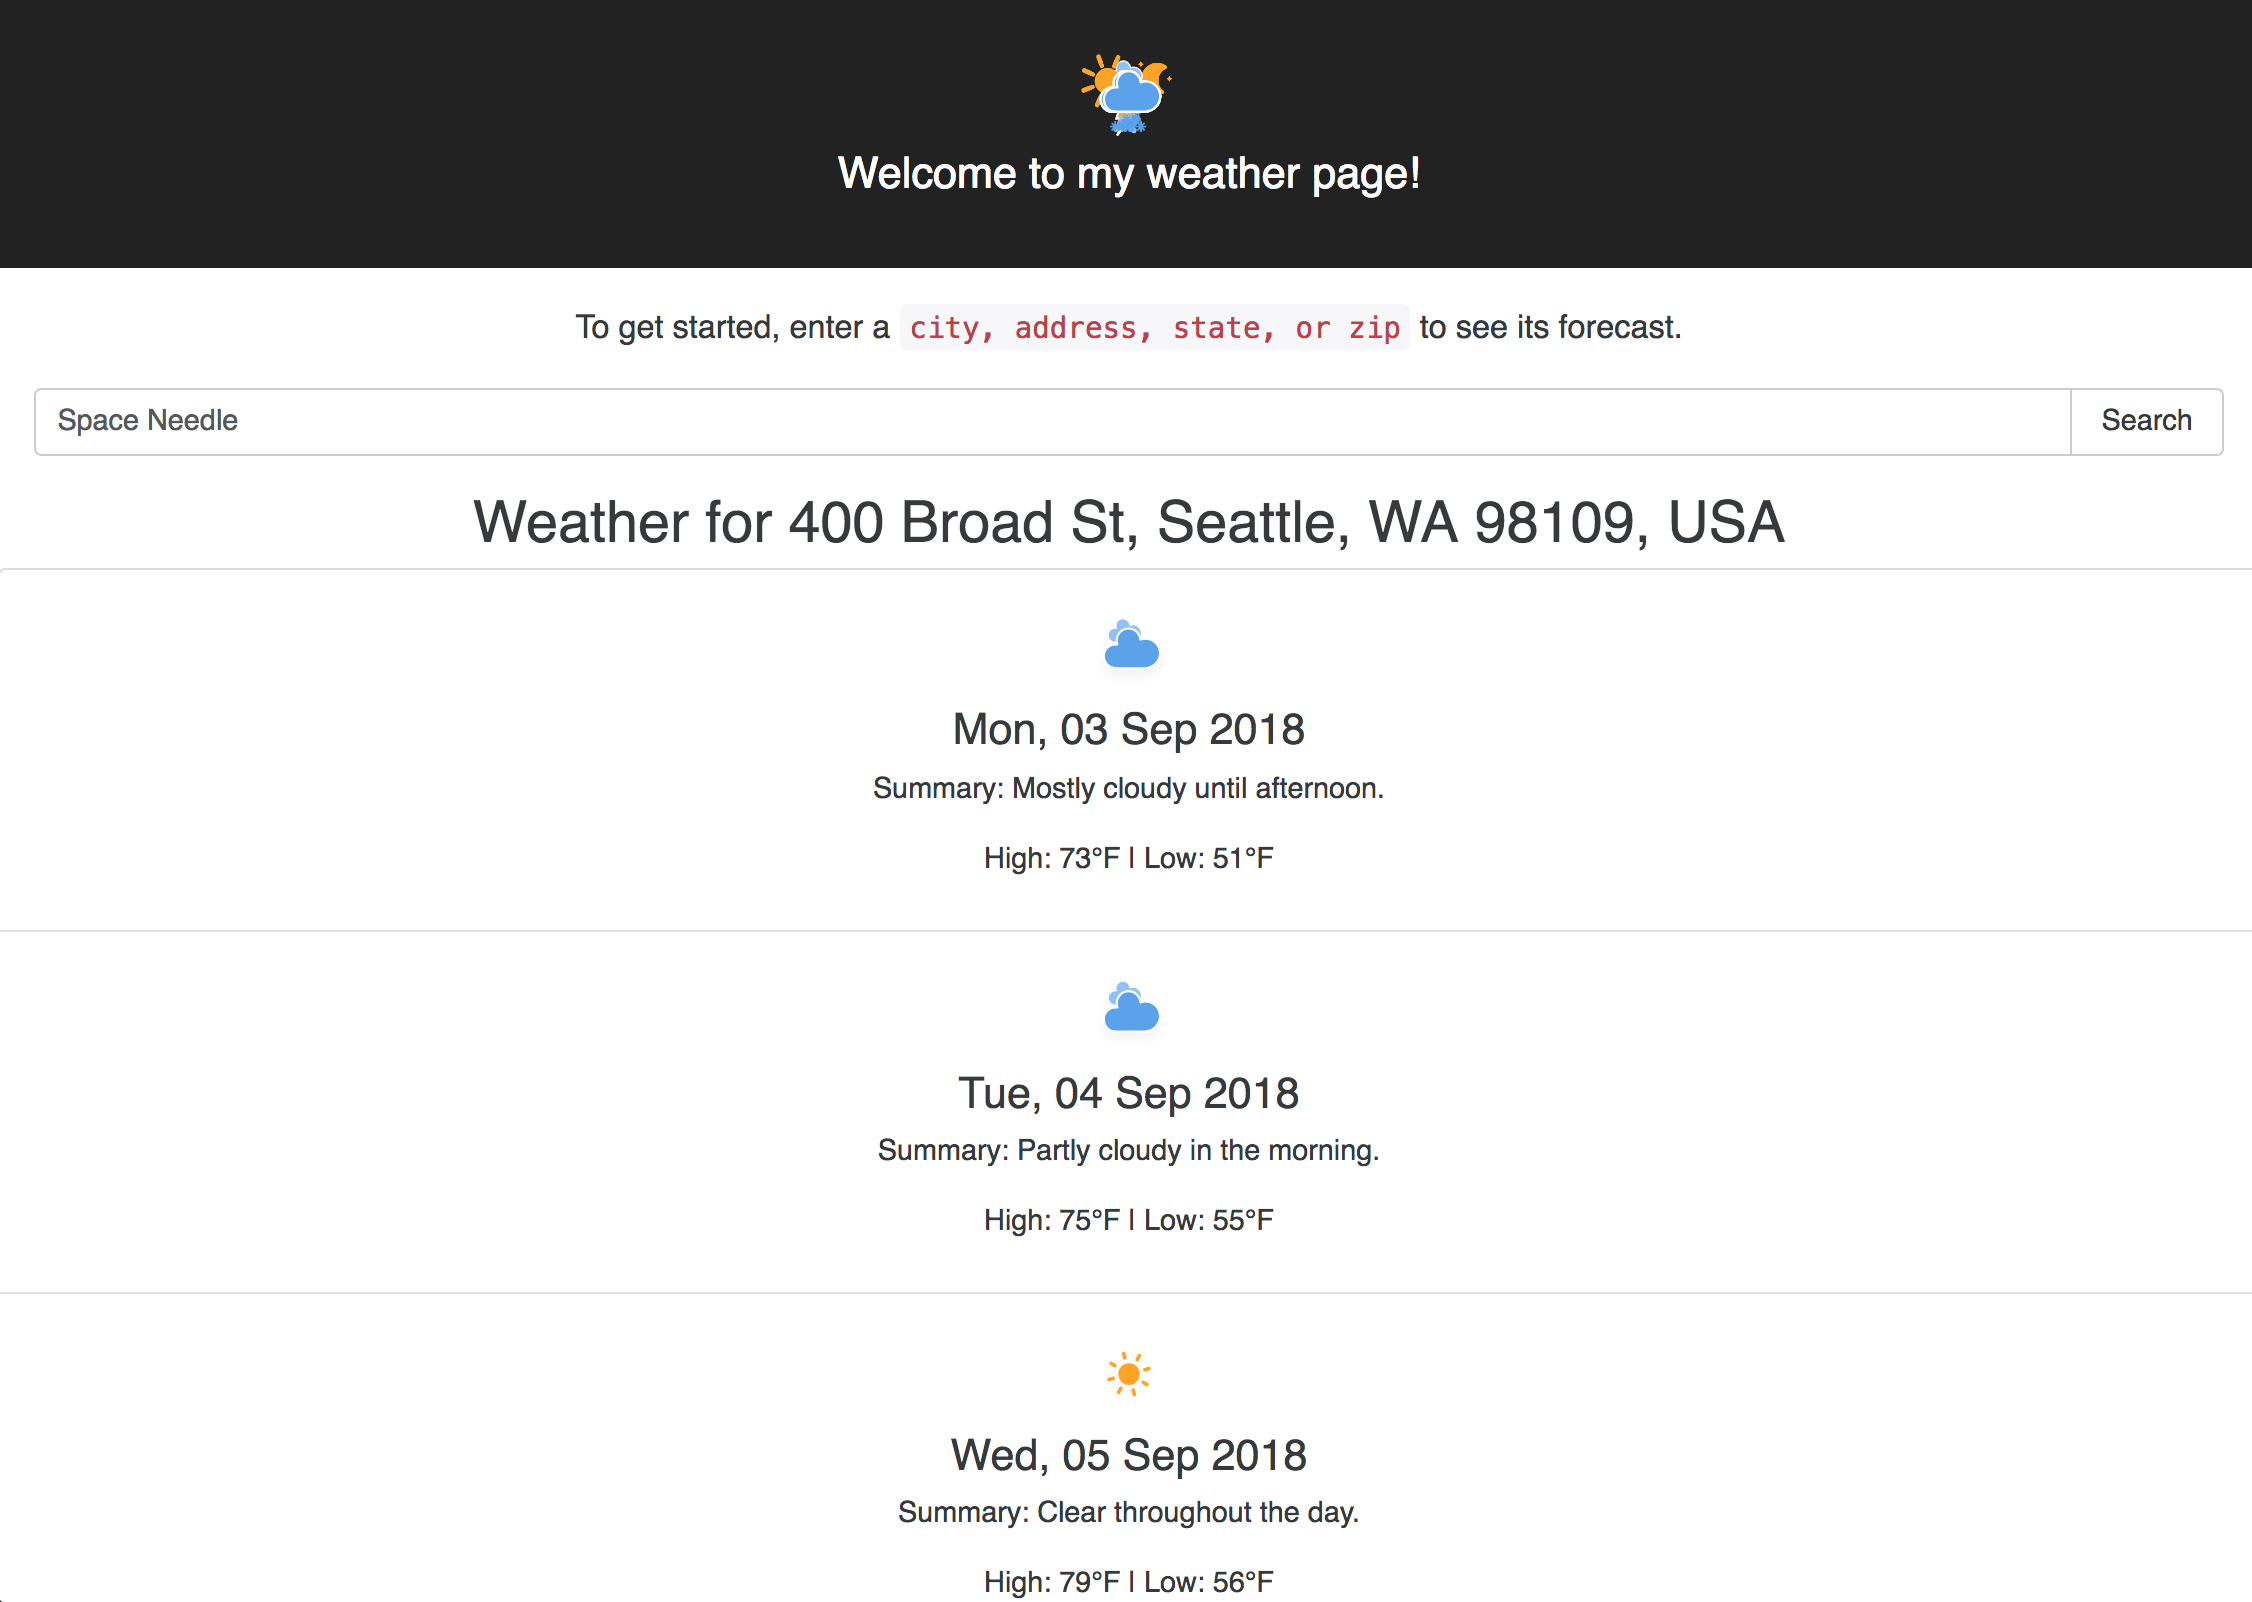 Welcome to my weather page!
To get started, enter a city, address, state, or zip to see its forecast.
Space Needle
Search
Weather for 400 Broad St, Seattle, WA 98109, USA
Mon, 03 Sep 2018
Summary: Mostly cloudy until afternoon.
High: 73°F | Low: 51°F
Tue, 04 Sep 2018
Summary: Partly cloudy in the morning.
High: 75°F | Low: 55°F
Wed, 05 Sep 2018
Summary: Clear throughout the day.
High: 79°F | Low: 56°F